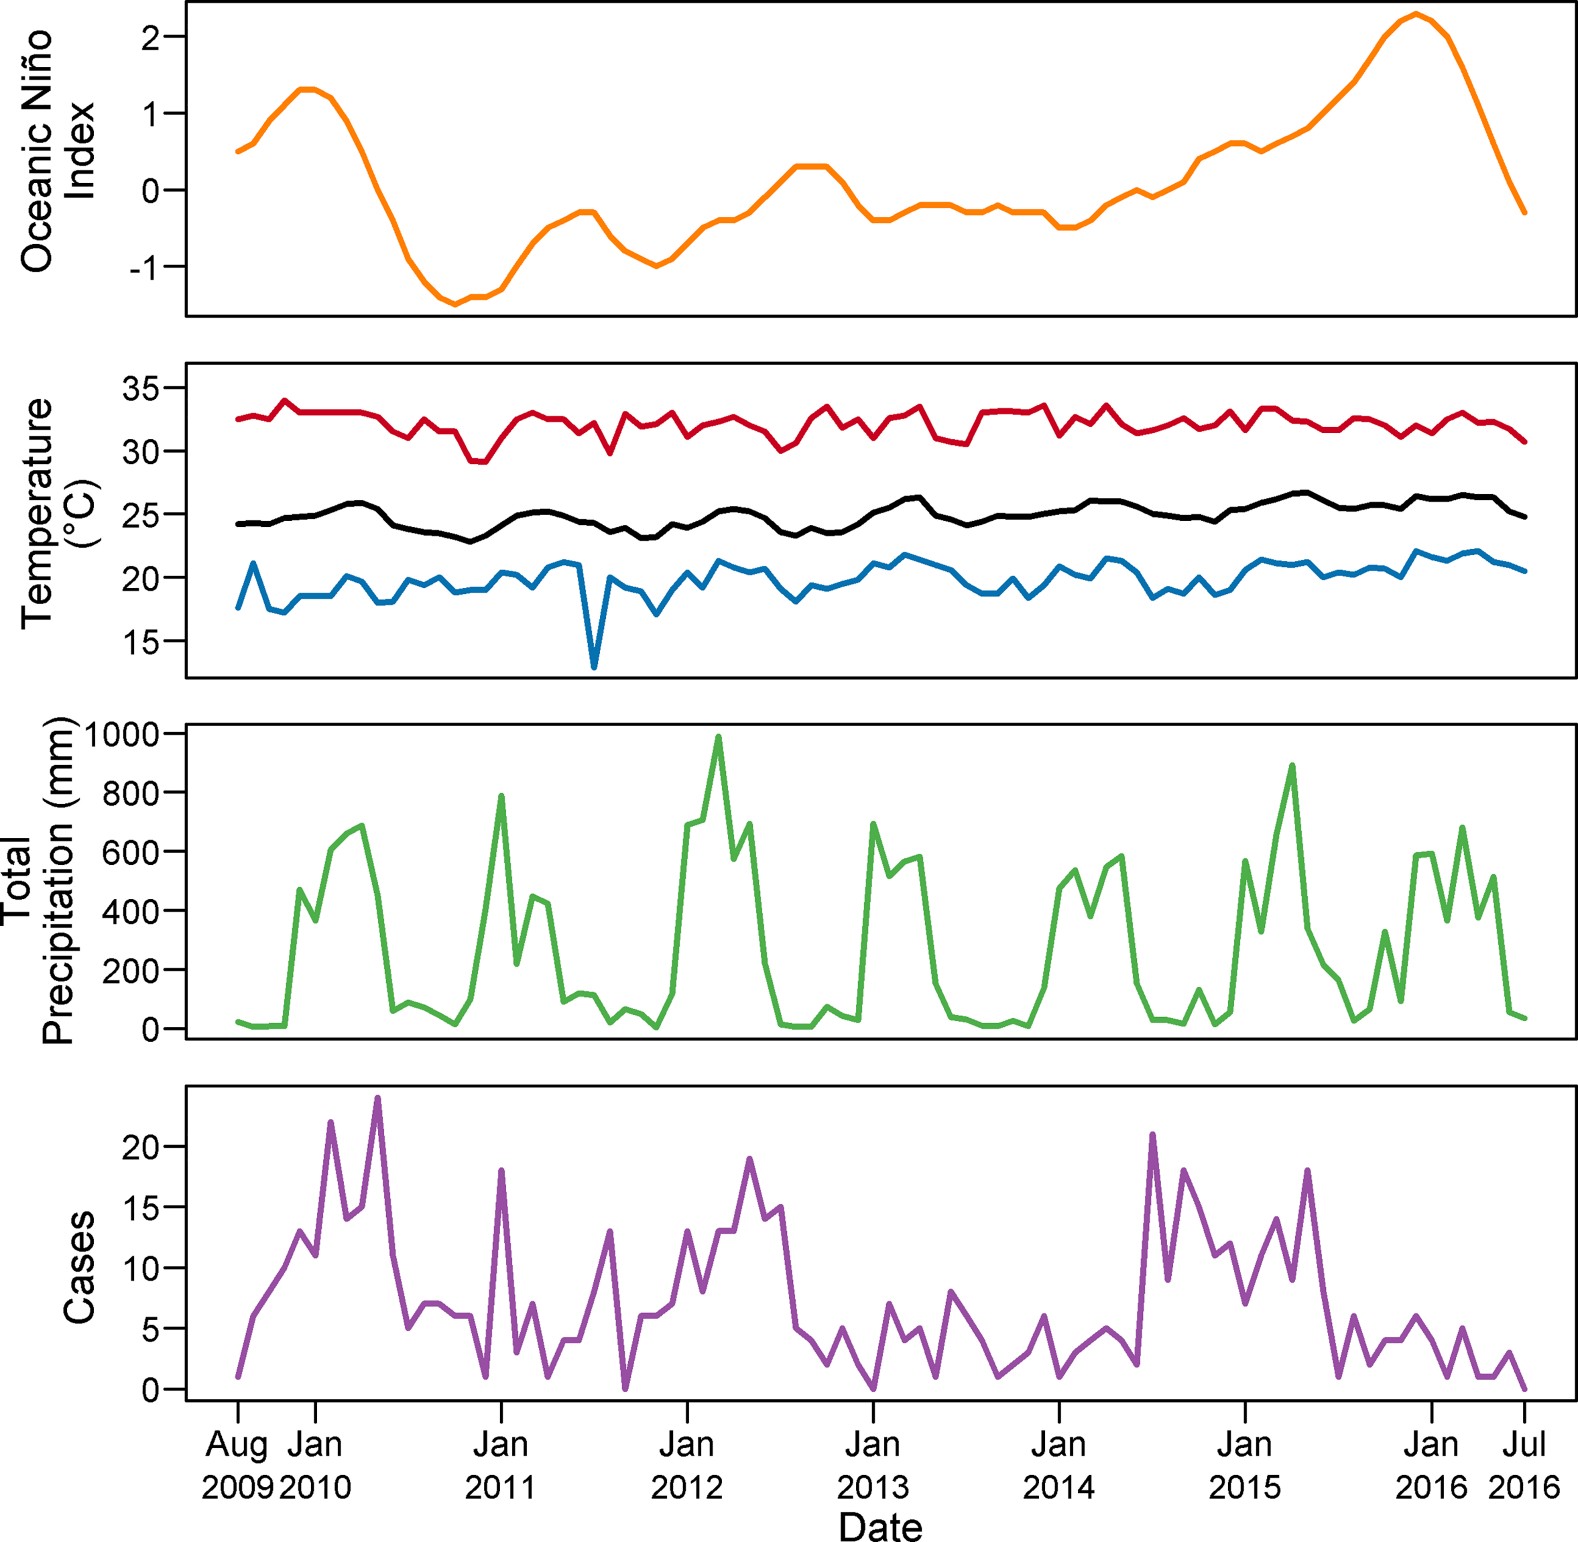 Oceanic Niño
Index
2
1
0
-1
Temperature
(°C)
35
30
25
20
15
Total
Precipitation (mm)
1000
800
600
400
200
0
Cases
20
15
10
5
0
Aug Jan Jan Jan Jan Jan Jan Jan Jul
2009 2010 2011 2012 2013 2014 2015 2016 2016
Date